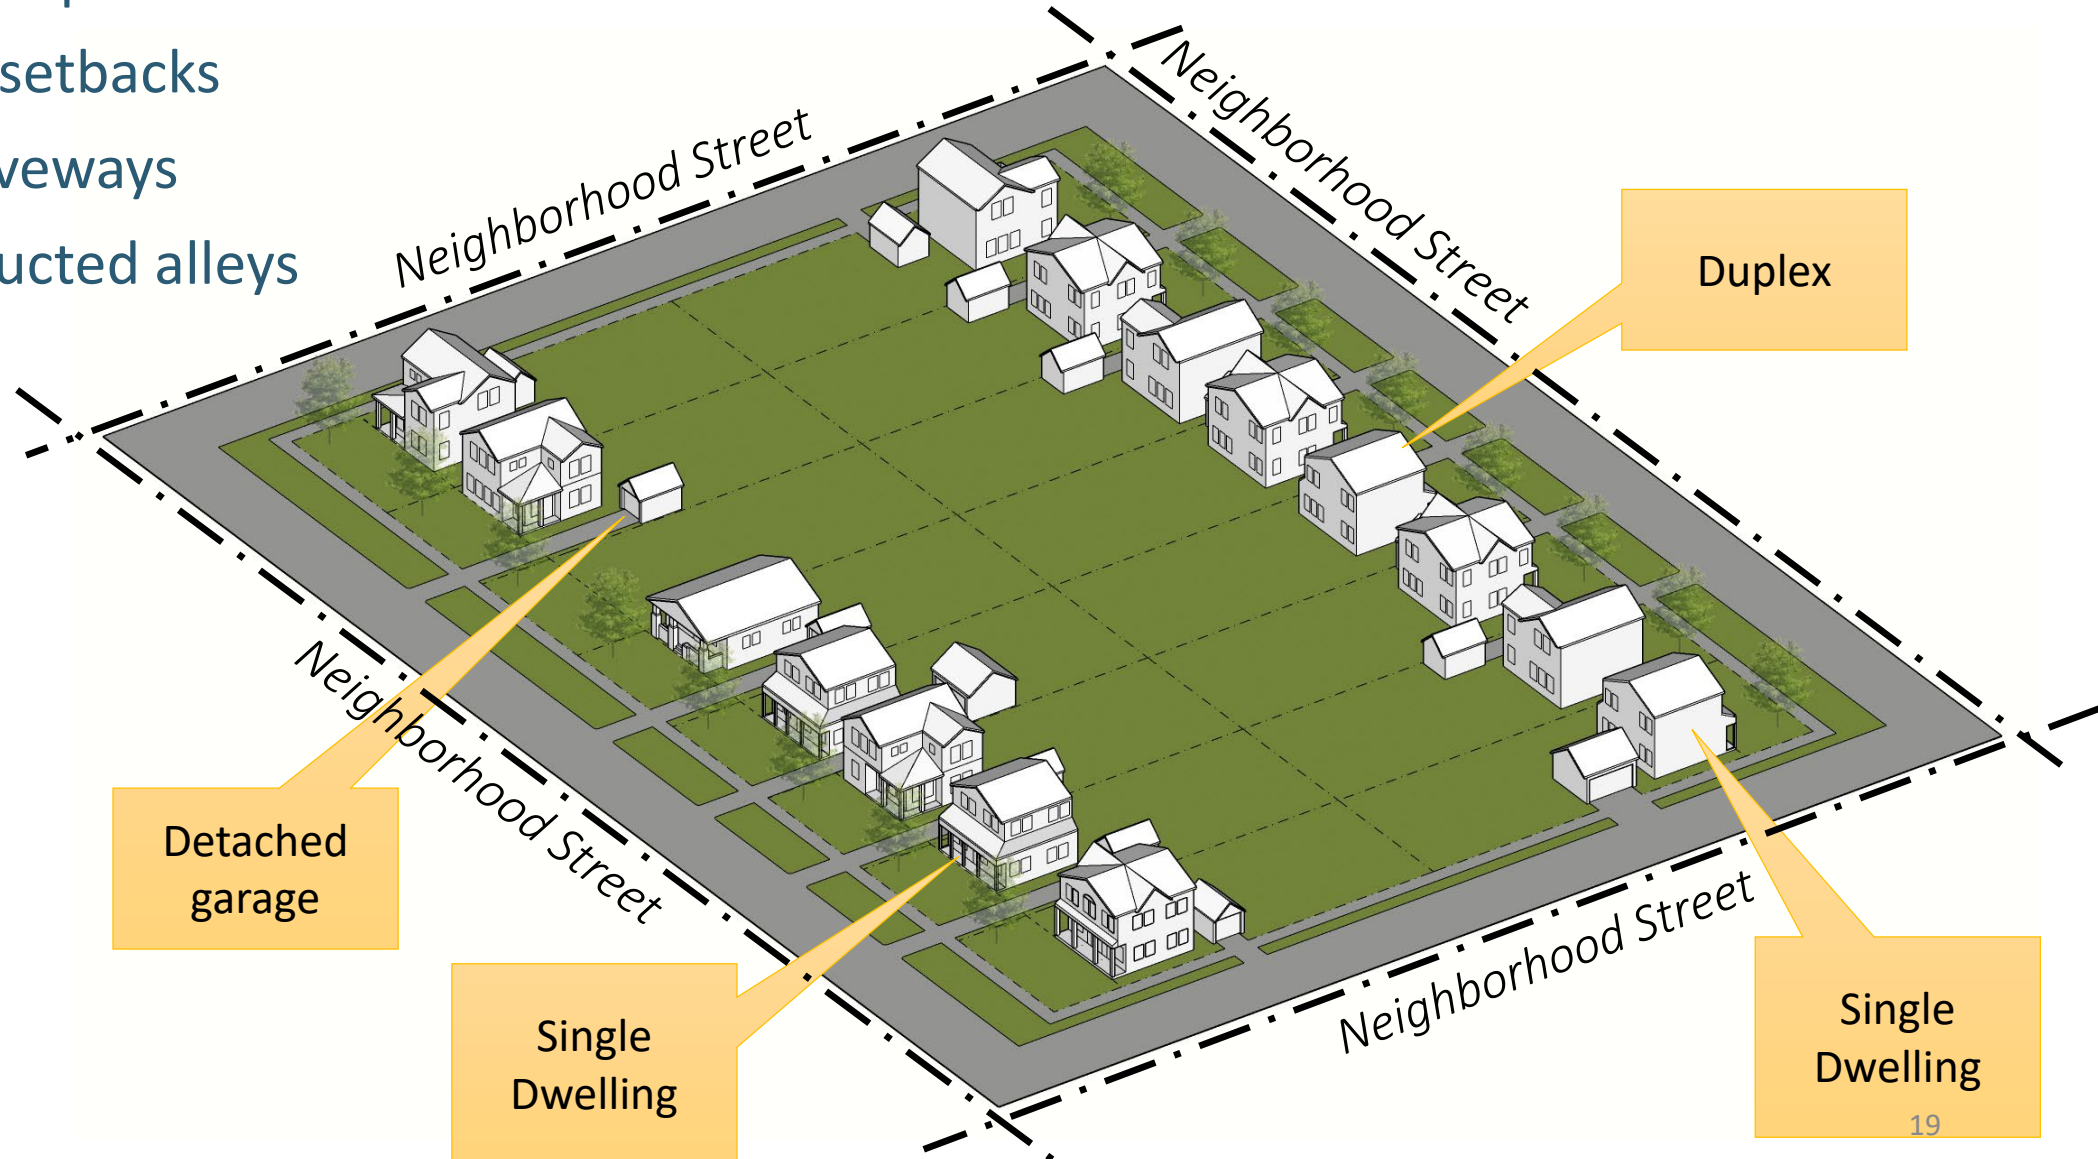 setbacks
veways
ucted alleys
Neighborhood Street
Neighborhood Street
Duplex
Neighborhood Street
Detached
garage
Single
Dwelling
Neighborhood Street
Single
Dwelling
19